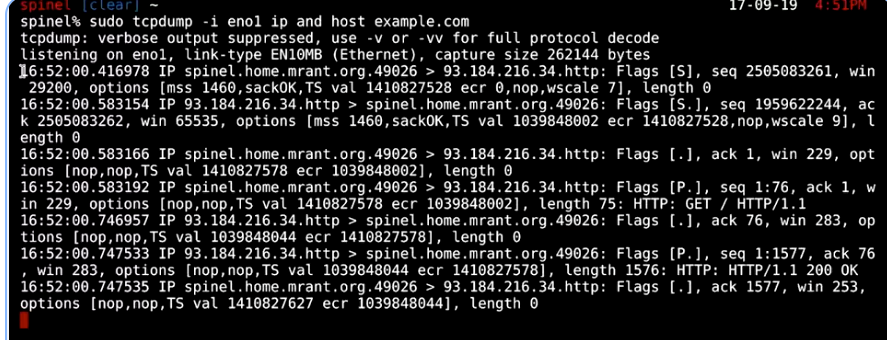 spinel [clear] ~ 17-09-19 4:51PM
spinel% sudo tcpdump -i eno1 ip and host example.com
tcpdump: verbose output suppressed, use -v or -vv for full protocol decode
listening on eno1, link-type EN10MB (Ethernet), capture size 262144 bytes
16:52:00.416978 IP spinel.home.mrant.org.49026 > 93.184.216.34.http: Flags [S], seq 2505083261, win
 29200, options [mss 1460,sackOK,TS val 1410827528 ecr 0,nop,wscale 7], length 0
16:52:00.583154 IP 93.184.216.34.http > spinel.home.mrant.org.49026: Flags [S.], seq 1959622244, ac
k 2505083262, win 65535, options [mss 1460,sackOK,TS val 1039848002 ecr 1410827528,nop,wscale 9], l
ength 0
16:52:00.583166 IP spinel.home.mrant.org.49026 > 93.184.216.34.http: Flags [.], ack 1, win 229, opt
ions [nop,nop,TS val 1410827578 ecr 1039848002], length 0
16:52:00.583192 IP spinel.home.mrant.org.49026 > 93.184.216.34.http: Flags [P.], seq 1:76, ack 1, w
in 229, options [nop,nop,TS val 1410827578 ecr 1039848002], length 75: HTTP: GET / HTTP/1.1
16:52:00.746957 IP 93.184.216.34.http > spinel.home.mrant.org.49026: Flags [.], ack 76, win 283, op
tions [nop,nop,TS val 1039848044 ecr 1410827578], length 0
16:52:00.747533 IP 93.184.216.34.http > spinel.home.mrant.org.49026: Flags [P.], seq 1:1577, ack 76
, win 283, options [nop,nop,TS val 1039848044 ecr 1410827578], length 1576: HTTP: HTTP/1.1 200 OK
16:52:00.747535 IP spinel.home.mrant.org.49026 > 93.184.216.34.http: Flags [.], ack 1577, win 253,
options [nop,nop,TS val 1410827627 ecr 1039848044], length 0